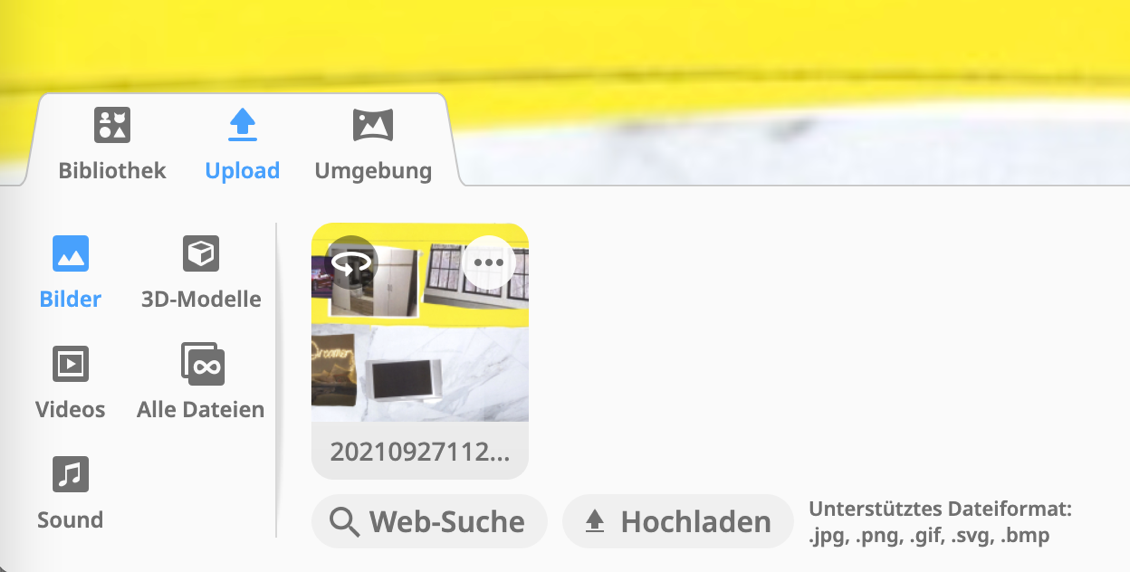 Bibliothek
Upload
Umgebung
Bilder
3D-Modelle
Videos
Alle Dateien
Sound
Dreamer
20210927112...
Web-Suche
Hochladen
Unterstütztes Dateiformat:
.jpg, .png, .gif, .svg, .bmp